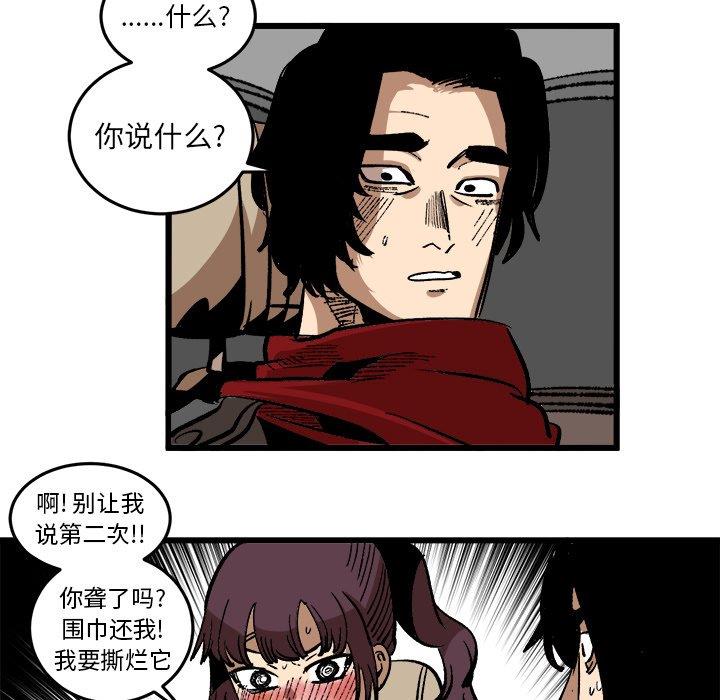 ......什么?
你说什么?
啊! 别让我
说第二次!!
你聋了吗?
围巾还我!
我要撕烂它